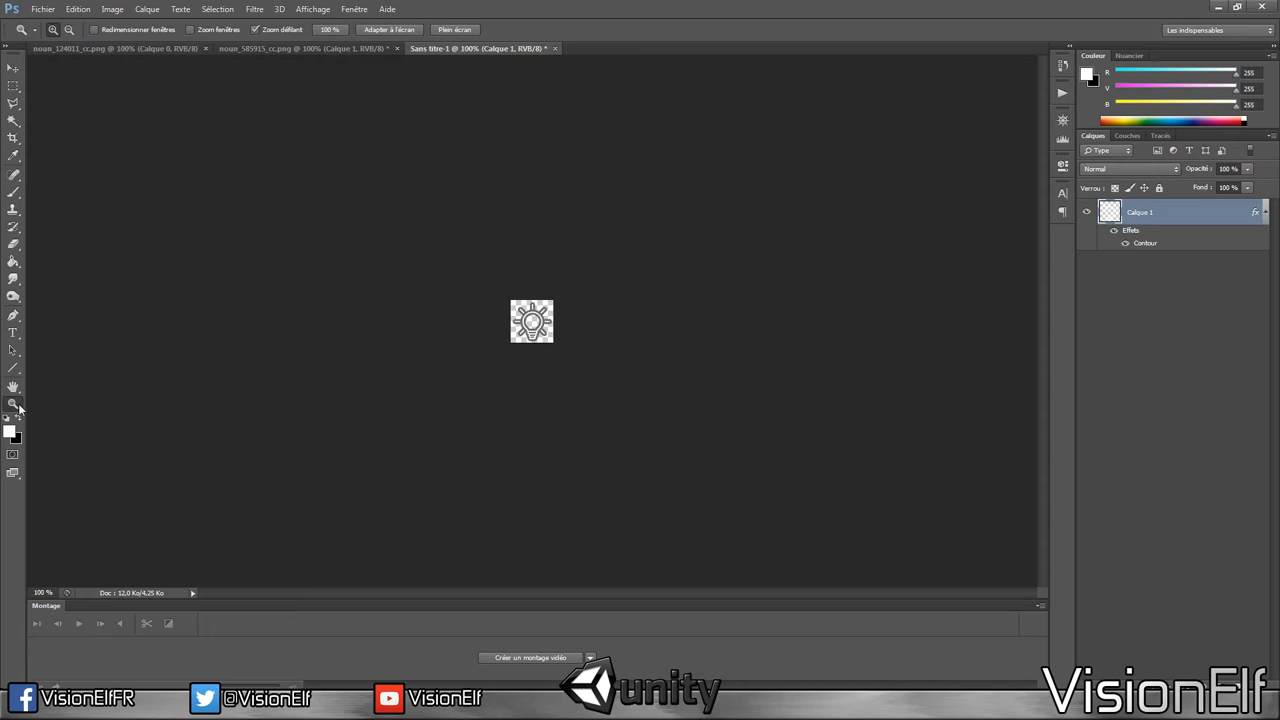 Ps Fichier Edition Image Calque Texte Sélection Filtre 3D Affichage Fenêtre Aide
Redimensionner fenêtres Zoom fenêtres Zoom défilant 100 % Adapter à l'écran Plein écran Les indispensables
noun_124011_cc.png @ 100% (Calque 0, RVB/8) × noun_585915_cc.png @ 100% (Calque 1, RVB/8) * × Sans titre-1 @ 100% (Calque 1, RVB/8) * ×
Couleur Nuancier
R 255
V 255
B 255
Calques Couches Tracés
Type
Normal Opacité : 100 %
Verrou : Fond : 100 %
Calque 1 fx
Effets
Contour
100 % Doc : 12,0 Ko/4,25 Ko
Montage
Créer un montage vidéo
VisionElfFR @VisionElf VisionElf unity VisionElf